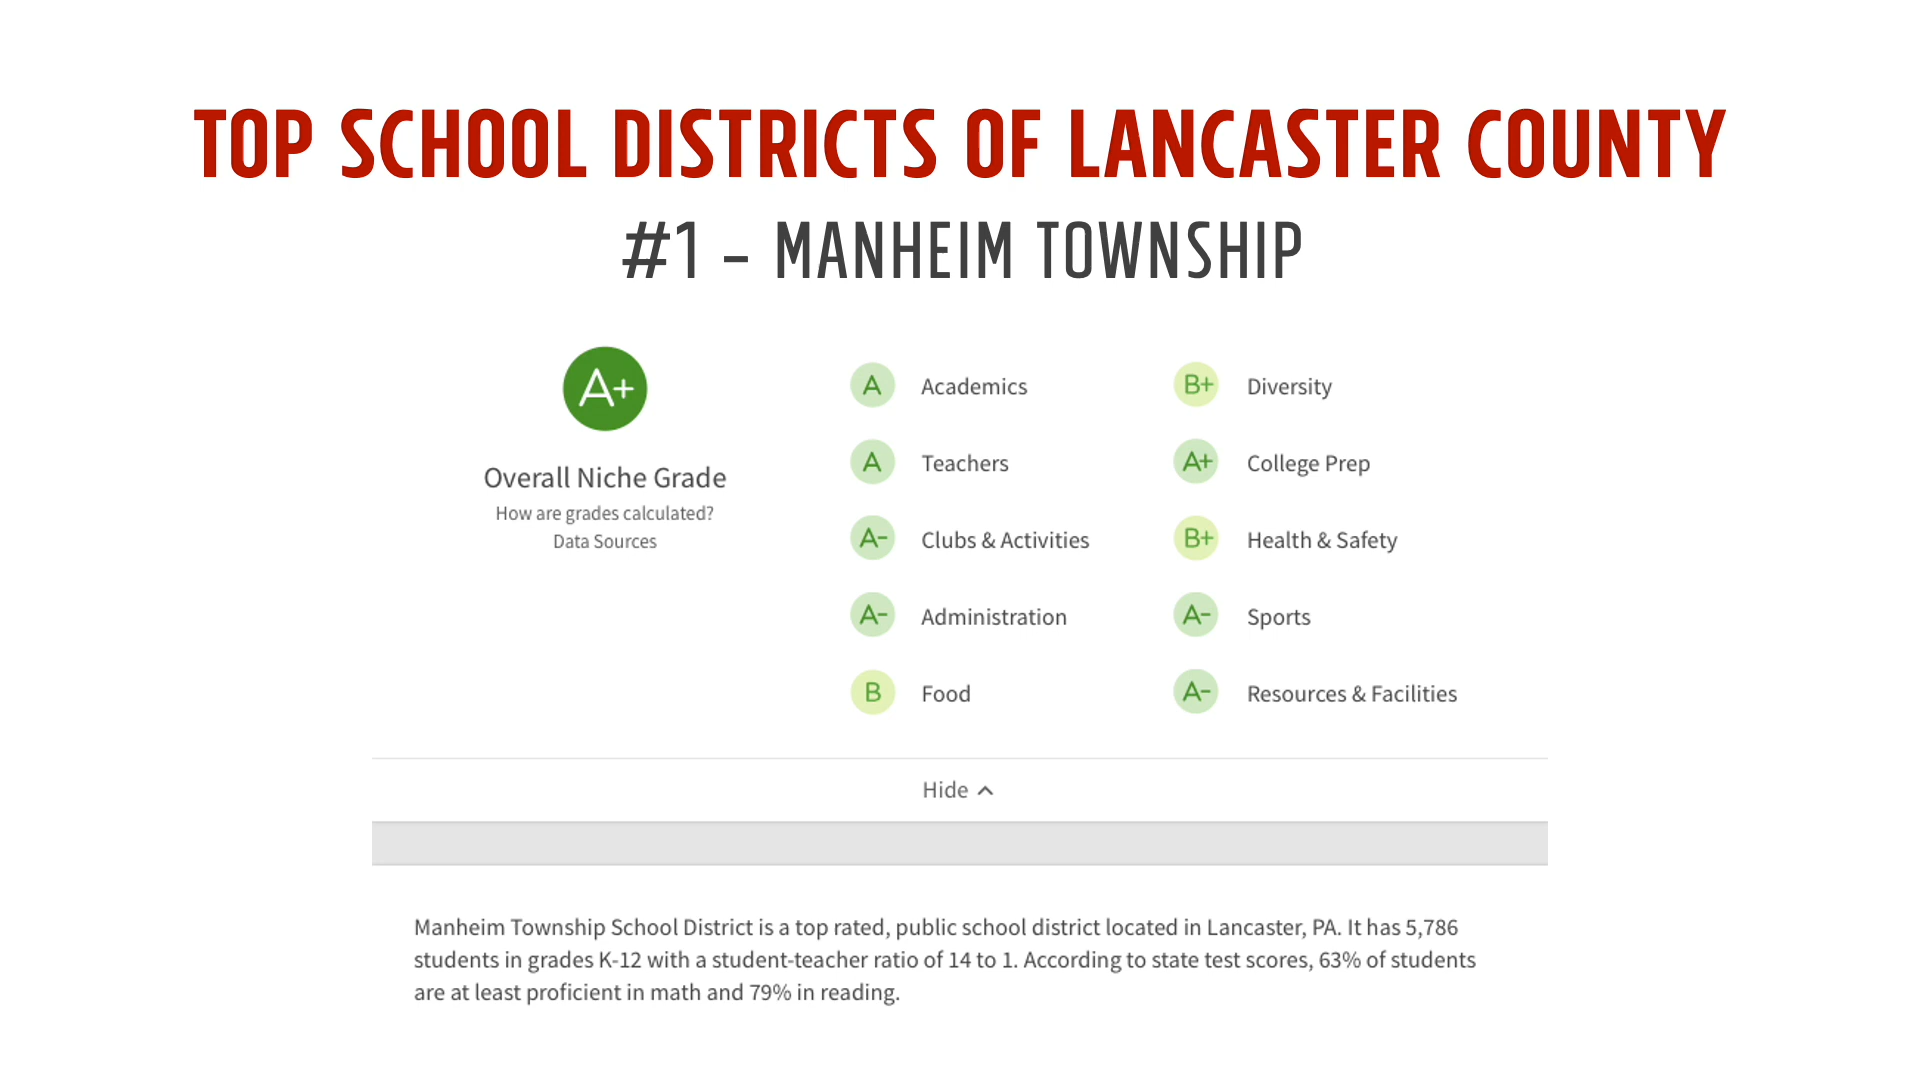 TOP SCHOOL DISTRICTS OF LANCASTER COUNTY
#1 – MANHEIM TOWNSHIP
A+
Overall Niche Grade
How are grades calculated?
Data Sources
A Academics
A Teachers
A- Clubs & Activities
A- Administration
B Food
B+ Diversity
A+ College Prep
B+ Health & Safety
A- Sports
A- Resources & Facilities
Hide
Manheim Township School District is a top rated, public school district located in Lancaster, PA. It has 5,786
students in grades K-12 with a student-teacher ratio of 14 to 1. According to state test scores, 63% of students
are at least proficient in math and 79% in reading.